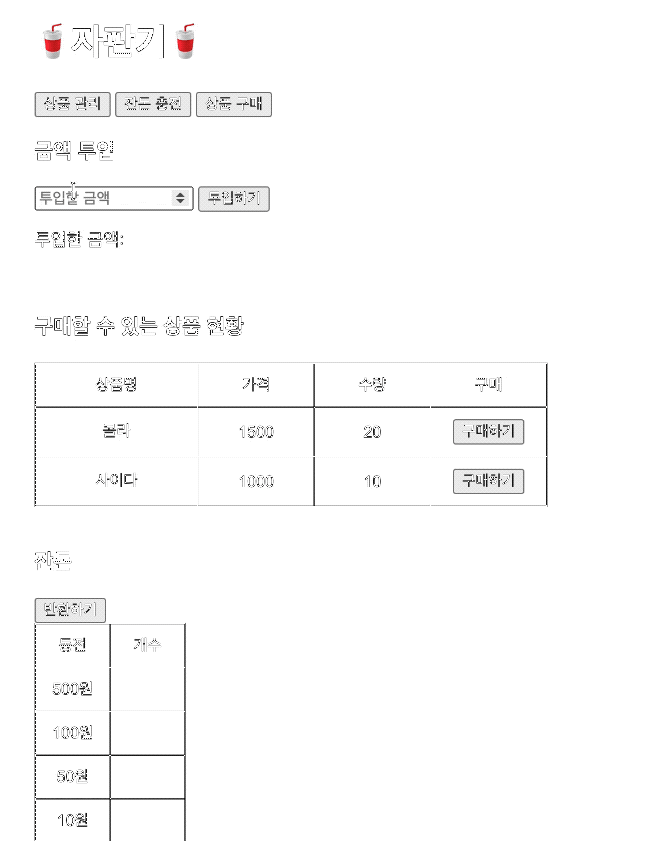 자판기
상품 관리 잔돈 충전 상품 구매
금액 투입
투입할 금액 투입하기
투입한 금액:
구매할 수 있는 상품 현황
상품명 가격 수량 구매
콜라 1500 20 구매하기
사이다 1000 10 구매하기
잔돈
반환하기
동전 개수
500원
100원
50원
10원